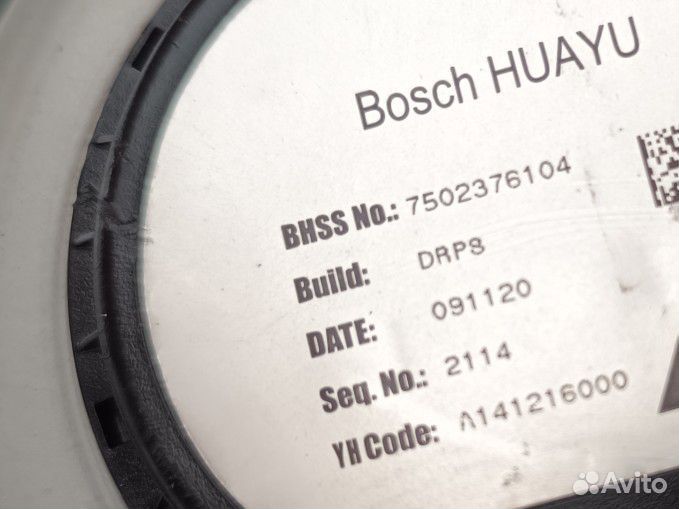 Bosch HUAYU
BHSS No.: 7502376104
Build: DRPS
DATE: 091120
Seq. No.: 2114
YH Code: A141216000
Avito